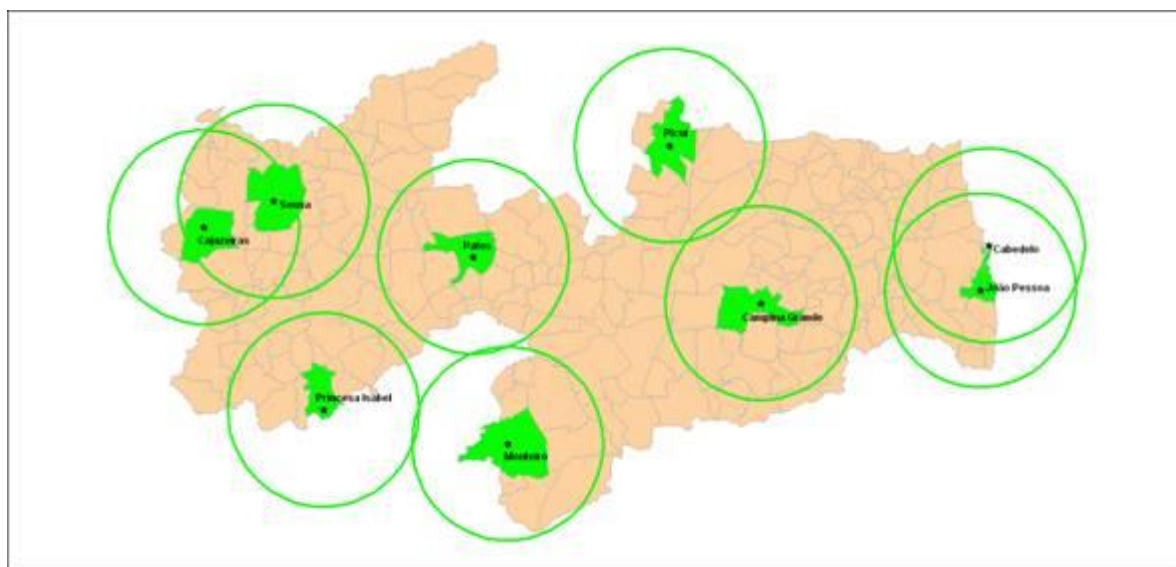 Picuí
Sousa
Cajazeiras
Patos
Cabedelo
João Pessoa
Campina Grande
Princesa Isabel
Monteiro